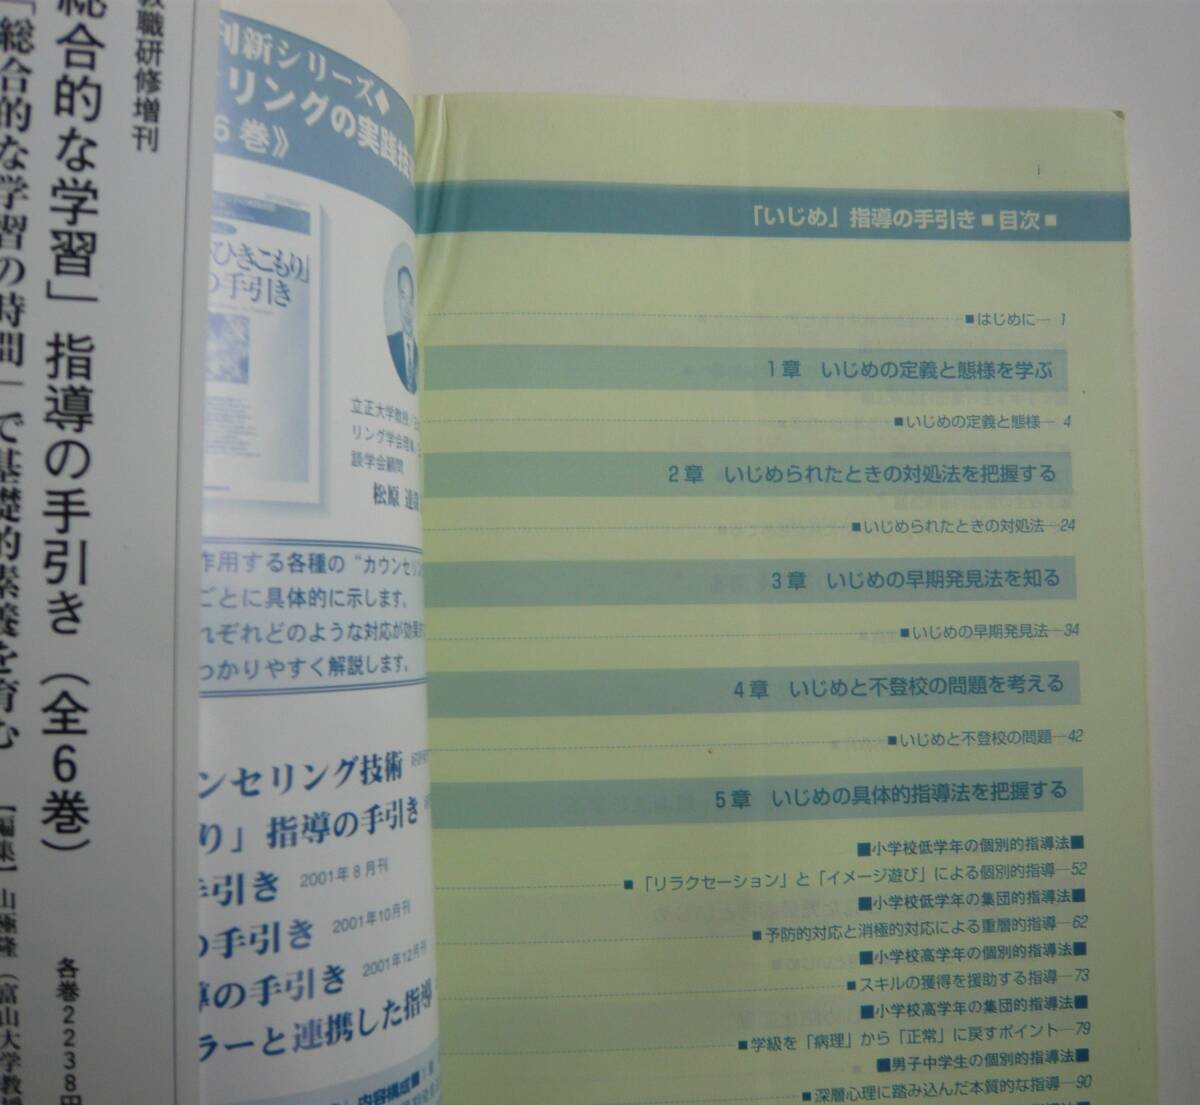 教職研修増刊
総合的な学習」指導の手引き（全6巻）
「総合的な学習の時間」で基礎的素養を育む
【編集】山極隆（富山大学教授
各巻2238円
刊新シリーズ◆
リングの実践技
6巻》
ひきこもり」
の手引き
立正大学教授
リング学会理事
談学会顧問
松原 達
作用する各種の“カウンセリン
ごとに具体的に示します。
れぞれどのような対応が効果
わかりやすく解説します。
ンセリング技術
り」指導の手引き
手引き 2001年8月刊
の手引き 2001年10月刊
導の手引き 2001年12月刊
ラーと連携した指導
内容構成■1章
i
「いじめ」指導の手引き■目次■
■はじめに—1
1章 いじめの定義と態様を学ぶ
■いじめの定義と態様—4
2章 いじめられたときの対処法を把握する
■いじめられたときの対処法—24
3章 いじめの早期発見法を知る
■いじめの早期発見法—34
4章 いじめと不登校の問題を考える
■いじめと不登校の問題—42
5章 いじめの具体的指導法を把握する
■小学校低学年の個別的指導法■
■「リラクセーション」と「イメージ遊び」による個別的指導—52
■小学校低学年の集団的指導法■
■予防的対応と消極的対応による重層的指導—62
■小学校高学年の個別的指導法■
■スキルの獲得を援助する指導—73
■小学校高学年の集団的指導法■
■学級を「病理」から「正常」に戻すポイント—79
■男子中学生の個別的指導法■
■深層心理に踏み込んだ本質的な指導—90